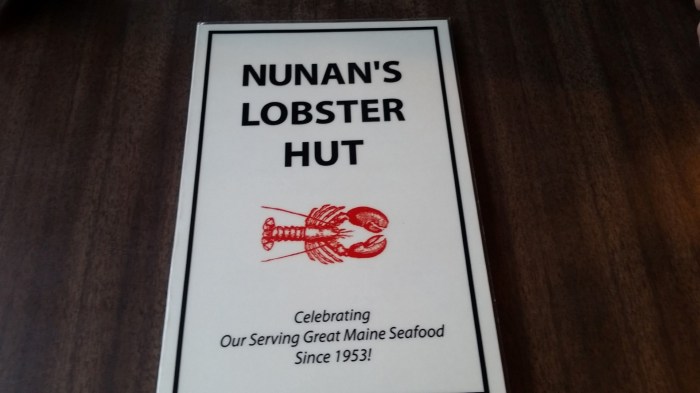 NUNAN'S
LOBSTER
HUT
Celebrating
Our Serving Great Maine Seafood
Since 1953!